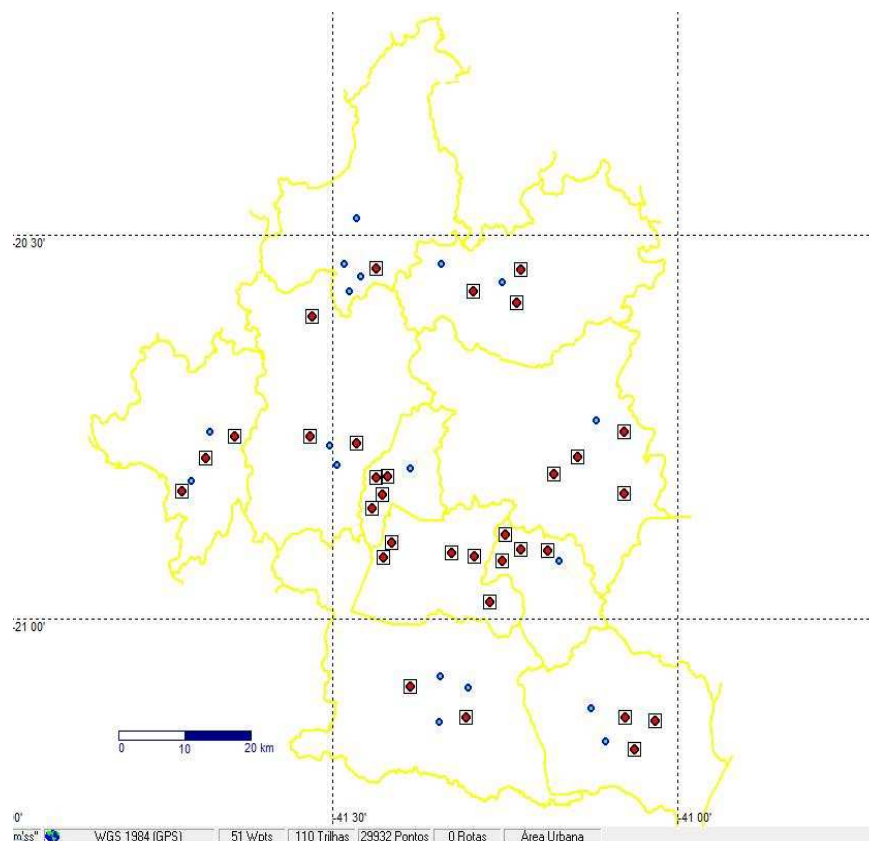 -20 30'
-21 00'
0 10 20 km
0' -41 30' -41 00'
m'ss" WGS 1984 (GPS) 51 Wpts 110 Trilhas 29932 Pontos 0 Rotas Área Urbana